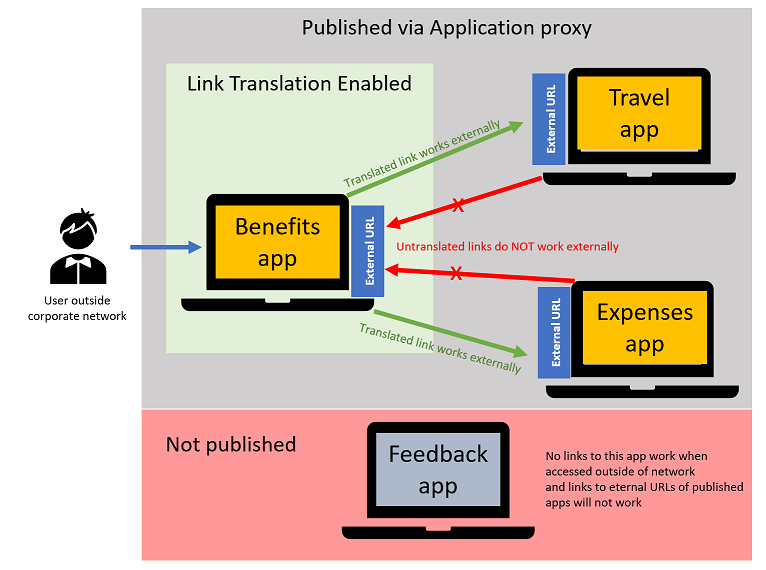 Published via Application proxy
Link Translation Enabled
Travel
app
External URL
Translated link works externally
X
Benefits
app
External URL
Untranslated links do NOT work externally
X
User outside
corporate network
Expenses
app
External URL
Translated link works externally
Not published
Feedback
app
No links to this app work when
accessed outside of network
and links to eternal URLs of published
apps will not work